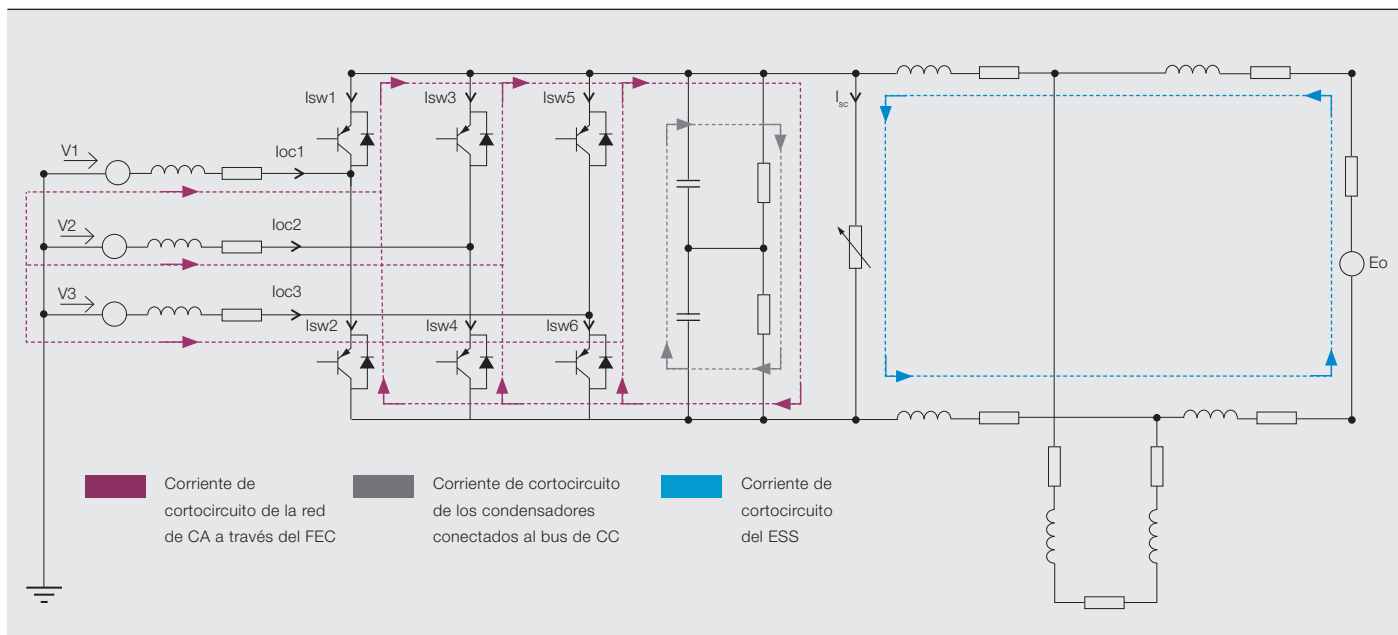 Isw1
Isw3
Isw5
I_sc
V1
Ioc1
V2
Ioc2
V3
Ioc3
Eo
Isw2
Isw4
Isw6
Corriente de
cortocircuito de la red
de CA a través del FEC
Corriente de cortocircuito
de los condensadores
conectados al bus de CC
Corriente de
cortocircuito
del ESS